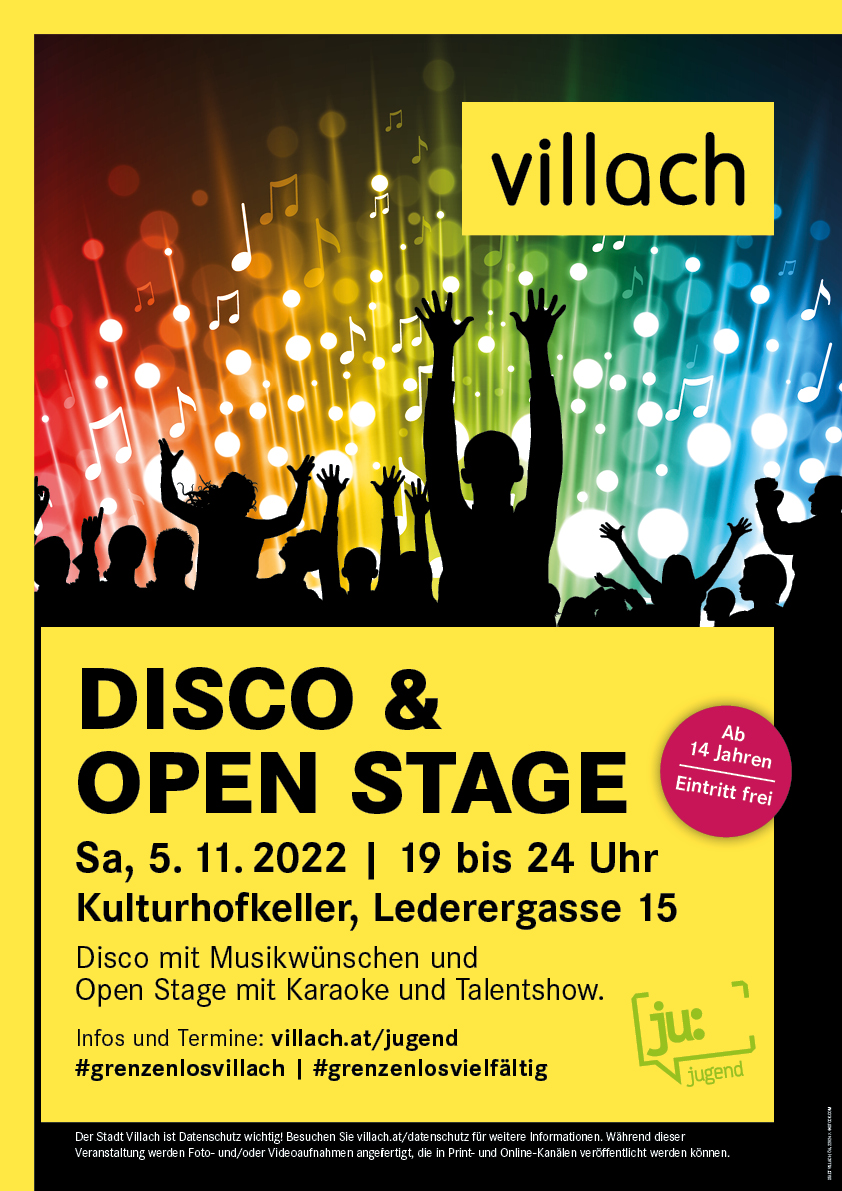 villach
DISCO &
OPEN STAGE
Ab
14 Jahren
Eintritt frei
Sa, 5. 11. 2022 | 19 bis 24 Uhr
Kulturhofkeller, Lederergasse 15
Disco mit Musikwünschen und
Open Stage mit Karaoke und Talentshow.
Infos und Termine: villach.at/jugend
#grenzenlosvillach | #grenzenlosvielfältig
ju:
jugend
Der Stadt Villach ist Datenschutz wichtig! Besuchen Sie villach.at/datenschutz für weitere Informationen. Während dieser
Veranstaltung werden Foto- und/oder Videoaufnahmen angefertigt, die in Print- und Online-Kanälen veröffentlicht werden können.